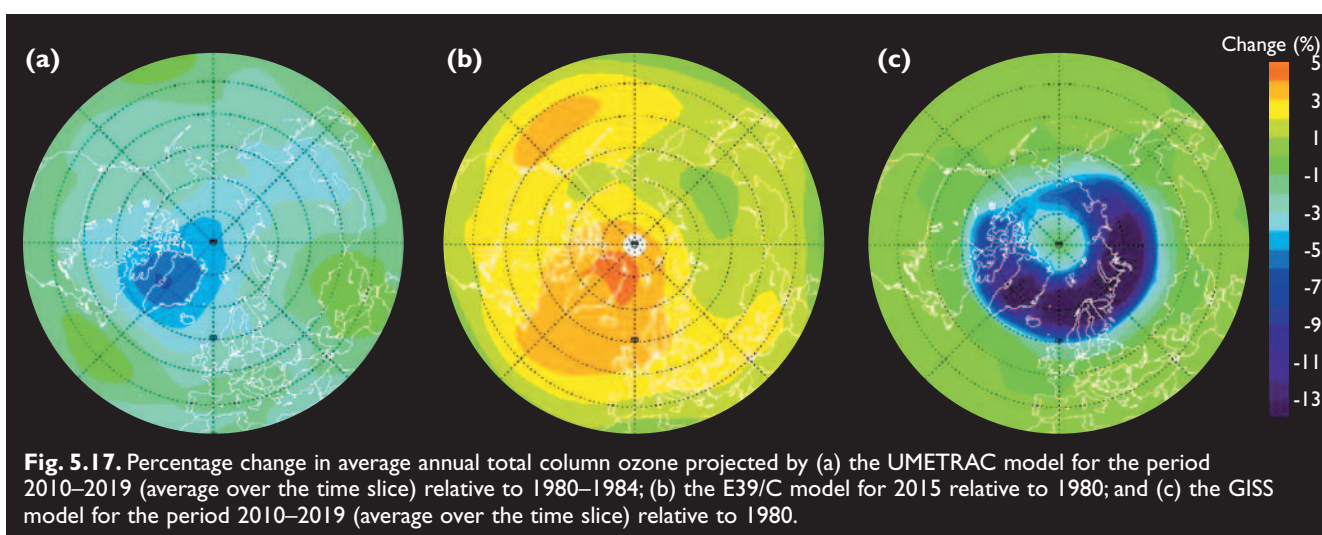 (a)
(b)
(c)
Change (%)
5
3
1
-1
-3
-5
-7
-9
-11
-13
Fig. 5.17. Percentage change in average annual total column ozone projected by (a) the UMETRAC model for the period
2010–2019 (average over the time slice) relative to 1980–1984; (b) the E39/C model for 2015 relative to 1980; and (c) the GISS
model for the period 2010–2019 (average over the time slice) relative to 1980.